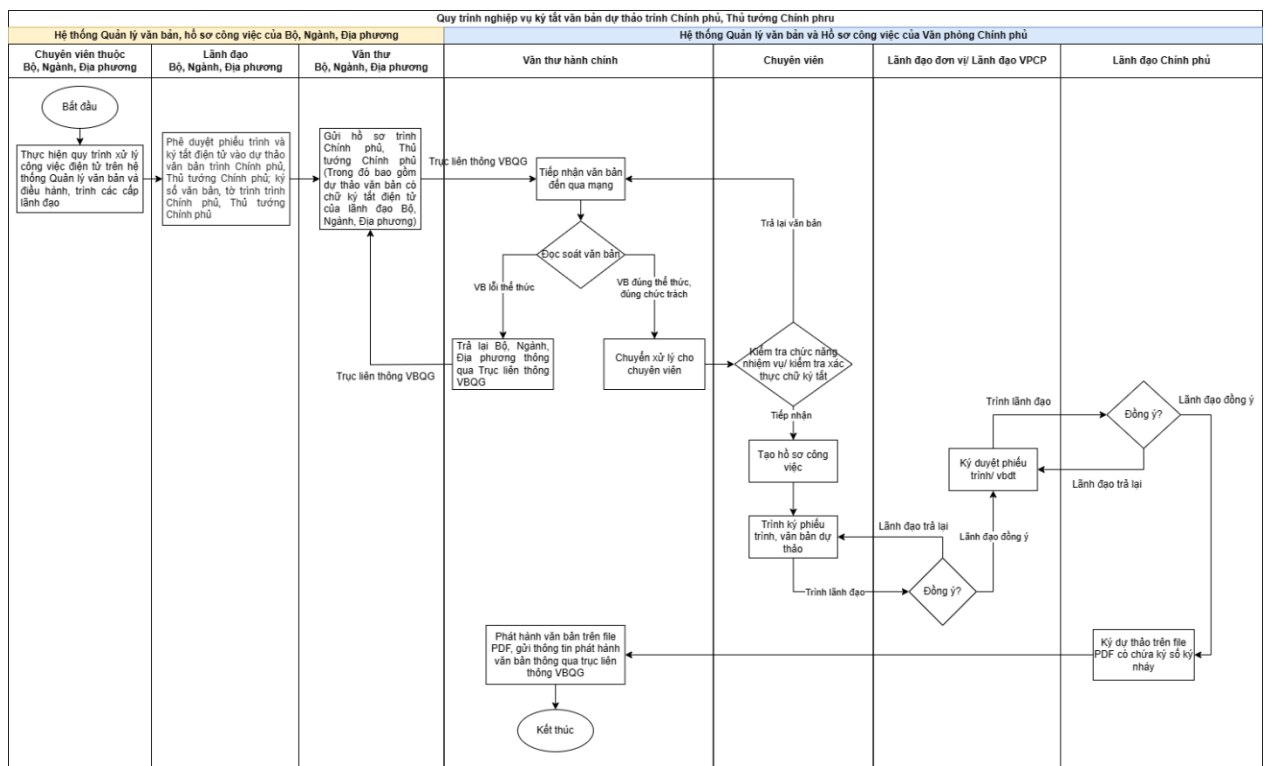 Quy trình nghiệp vụ ký tắt văn bản dự thảo trình Chính phủ, Thủ tướng Chính phru
Hệ thống Quản lý văn bản, hồ sơ công việc của Bộ, Ngành, Địa phương
Hệ thống Quản lý văn bản và Hồ sơ công việc của Văn phòng Chính phủ
Chuyên viên thuộc
Bộ, Ngành, Địa phương
Lãnh đạo
Bộ, Ngành, Địa phương
Văn thư
Bộ, Ngành, Địa phương
Văn thư hành chính
Chuyên viên
Lãnh đạo đơn vị/ Lãnh đạo VPCP
Lãnh đạo Chính phủ
Bắt đầu
Thực hiện quy trình xử lý
công việc điện tử trên hệ
thống Quản lý văn bản và
điều hành, trình các cấp
lãnh đạo
Phê duyệt phiếu trình và
ký tắt điện tử vào dự thảo
văn bản trình Chính phủ,
Thủ tướng Chính phủ; ký
số văn bản, tờ trình trình
Chính phủ, Thủ tướng
Chính phủ
Gửi hồ sơ trình
Chính phủ, Thủ
tướng Chính phủ
(Trong đó bao gồm
dự thảo văn bản có
chữ ký tắt điện tử
của lãnh đạo Bộ,
Ngành, Địa phương)
Trục liên thông VBQG
Tiếp nhận văn bản
đến qua mạng
Trả lại văn bản
Đọc soát văn bản
VB lỗi thể thức
VB đúng thể thức,
đúng chức trách
Trả lại Bộ, Ngành,
Địa phương thông
qua Trục liên thông
VBQG
Trục liên thông VBQG
Chuyển xử lý cho
chuyên viên
Kiểm tra chức năng
nhiệm vụ/ kiểm tra xác
thực chữ ký tắt
Tiếp nhận
Tạo hồ sơ công
việc
Trình ký phiếu
trình, văn bản dự
thảo
Trình lãnh đạo
Lãnh đạo trả lại
Đồng ý?
Lãnh đạo đồng ý
Ký duyệt phiếu
trình/ vbdt
Trình lãnh đạo
Đồng ý?
Lãnh đạo đồng ý
Lãnh đạo trả lại
Ký dự thảo trên file
PDF có chứa ký số ký
nháy
Phát hành văn bản trên file
PDF, gửi thông tin phát hành
văn bản thông qua trục liên
thông VBQG
Kết thúc